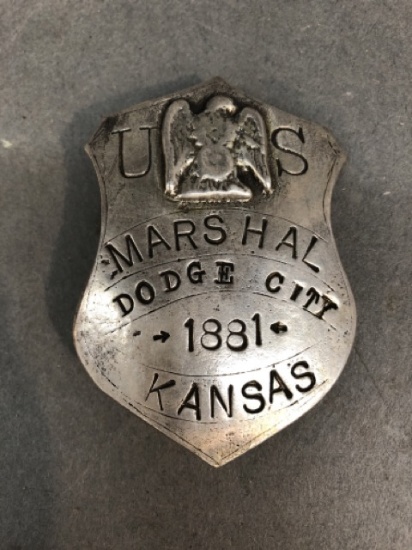 U S
MARSHAL
DODGE CITY
→ 1881 ←
KANSAS